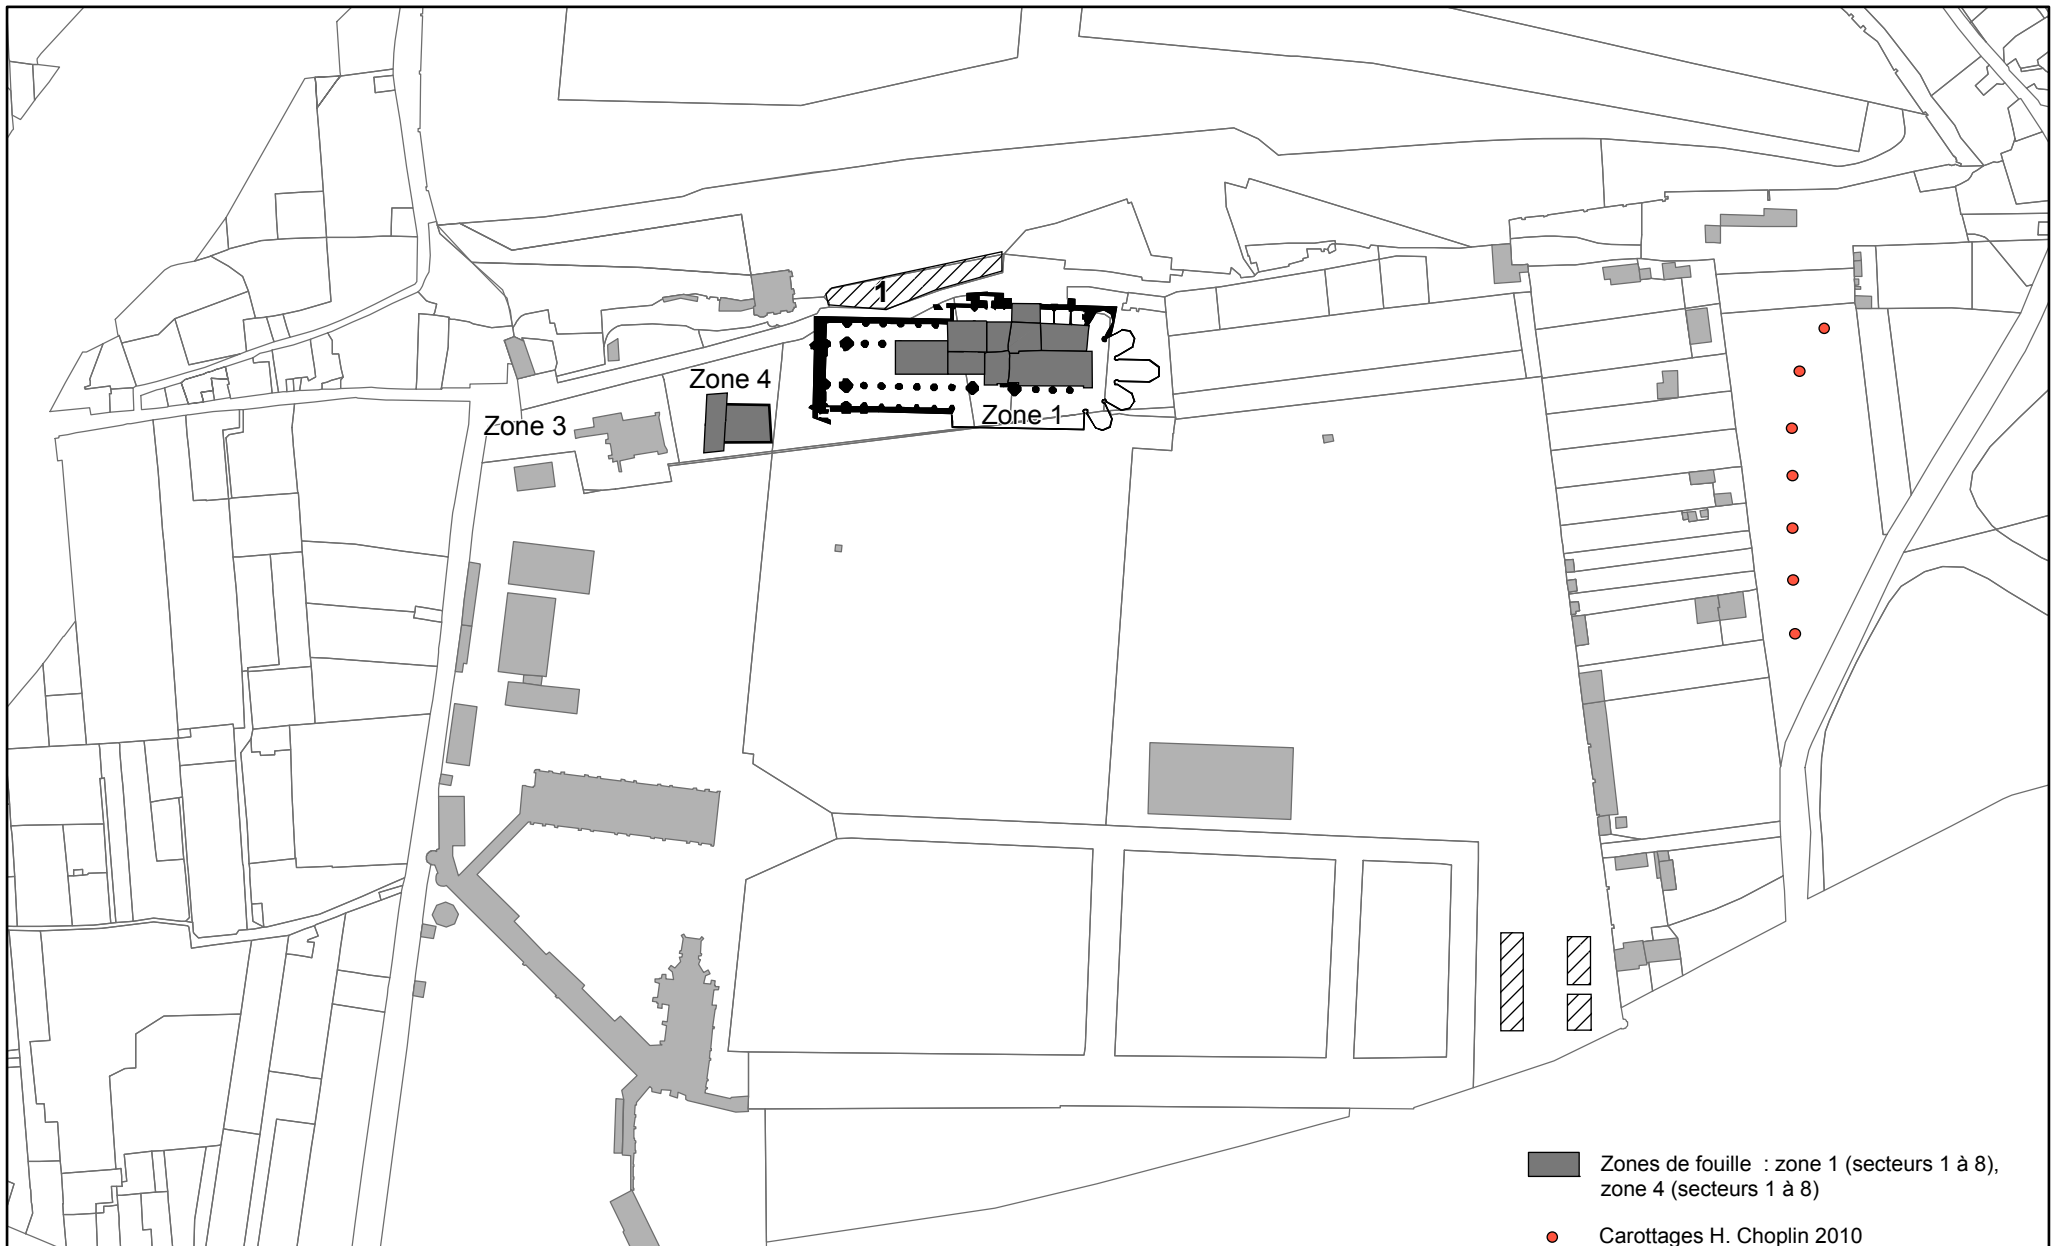 1
Zone 4
Zone 3
Zone 1
Zones de fouille : zone 1 (secteurs 1 à 8),
zone 4 (secteurs 1 à 8)
Carottages H. Choplin 2010